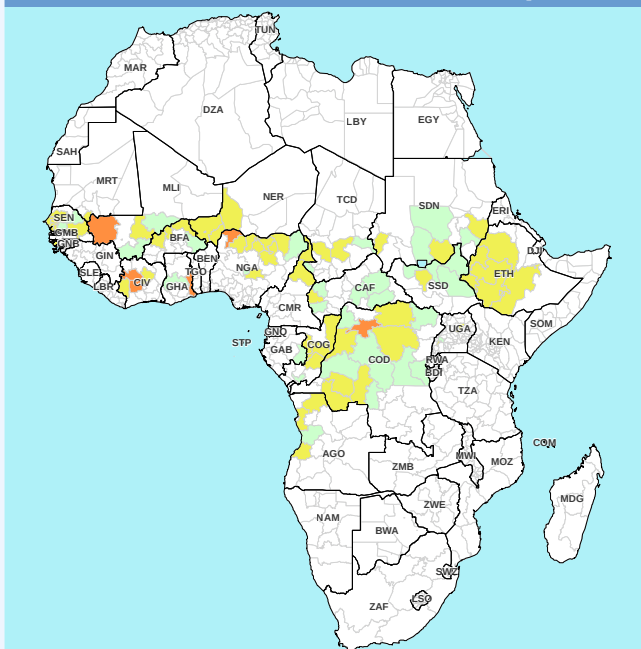 TUN
MAR
DZA
LBY
EGY
SAH
MRT
MLI
NER
TCD
SDN
ERI
SEN
GMB
GNB
BFA
DJI
GIN
BEN
NGA
SLE
TGO
CIV
GHA
LBR
CAF
SSD
ETH
CMR
SOM
GNQ
UGA
KEN
STP
GAB
COG
COD
RWA
BDI
TZA
COM
AGO
MWI
MOZ
ZMB
MDG
ZWE
NAM
BWA
SWZ
LSO
ZAF